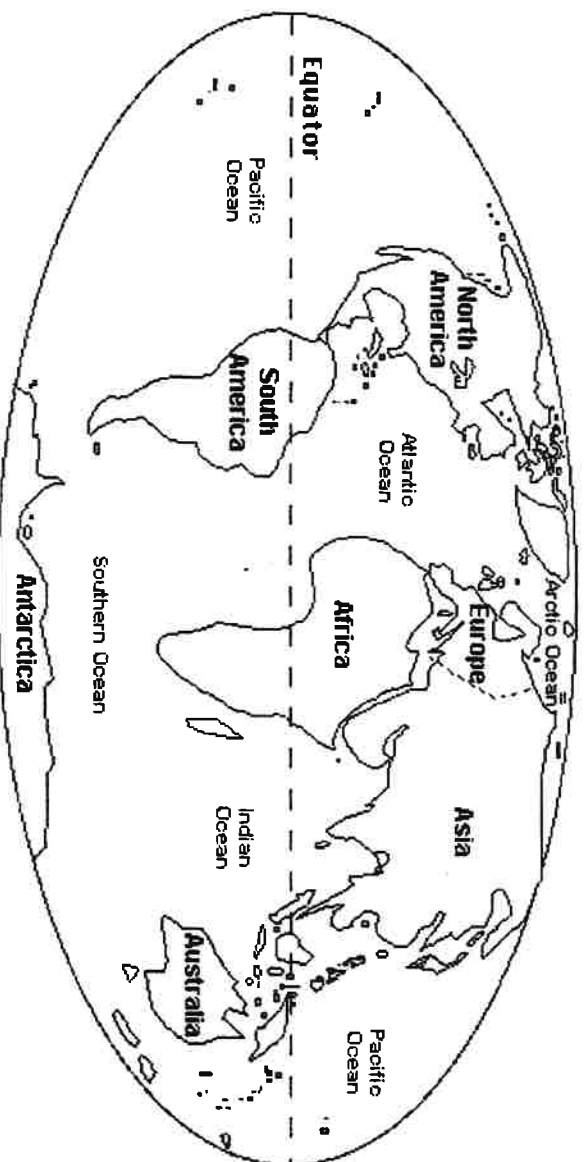 Arctic Ocean
North
America
Europe
Asia
Atlantic
Ocean
Pacific
Ocean
Africa
Equator
Pacific
Ocean
South
America
Indian
Ocean
Australia
Southern Ocean
Antarctica